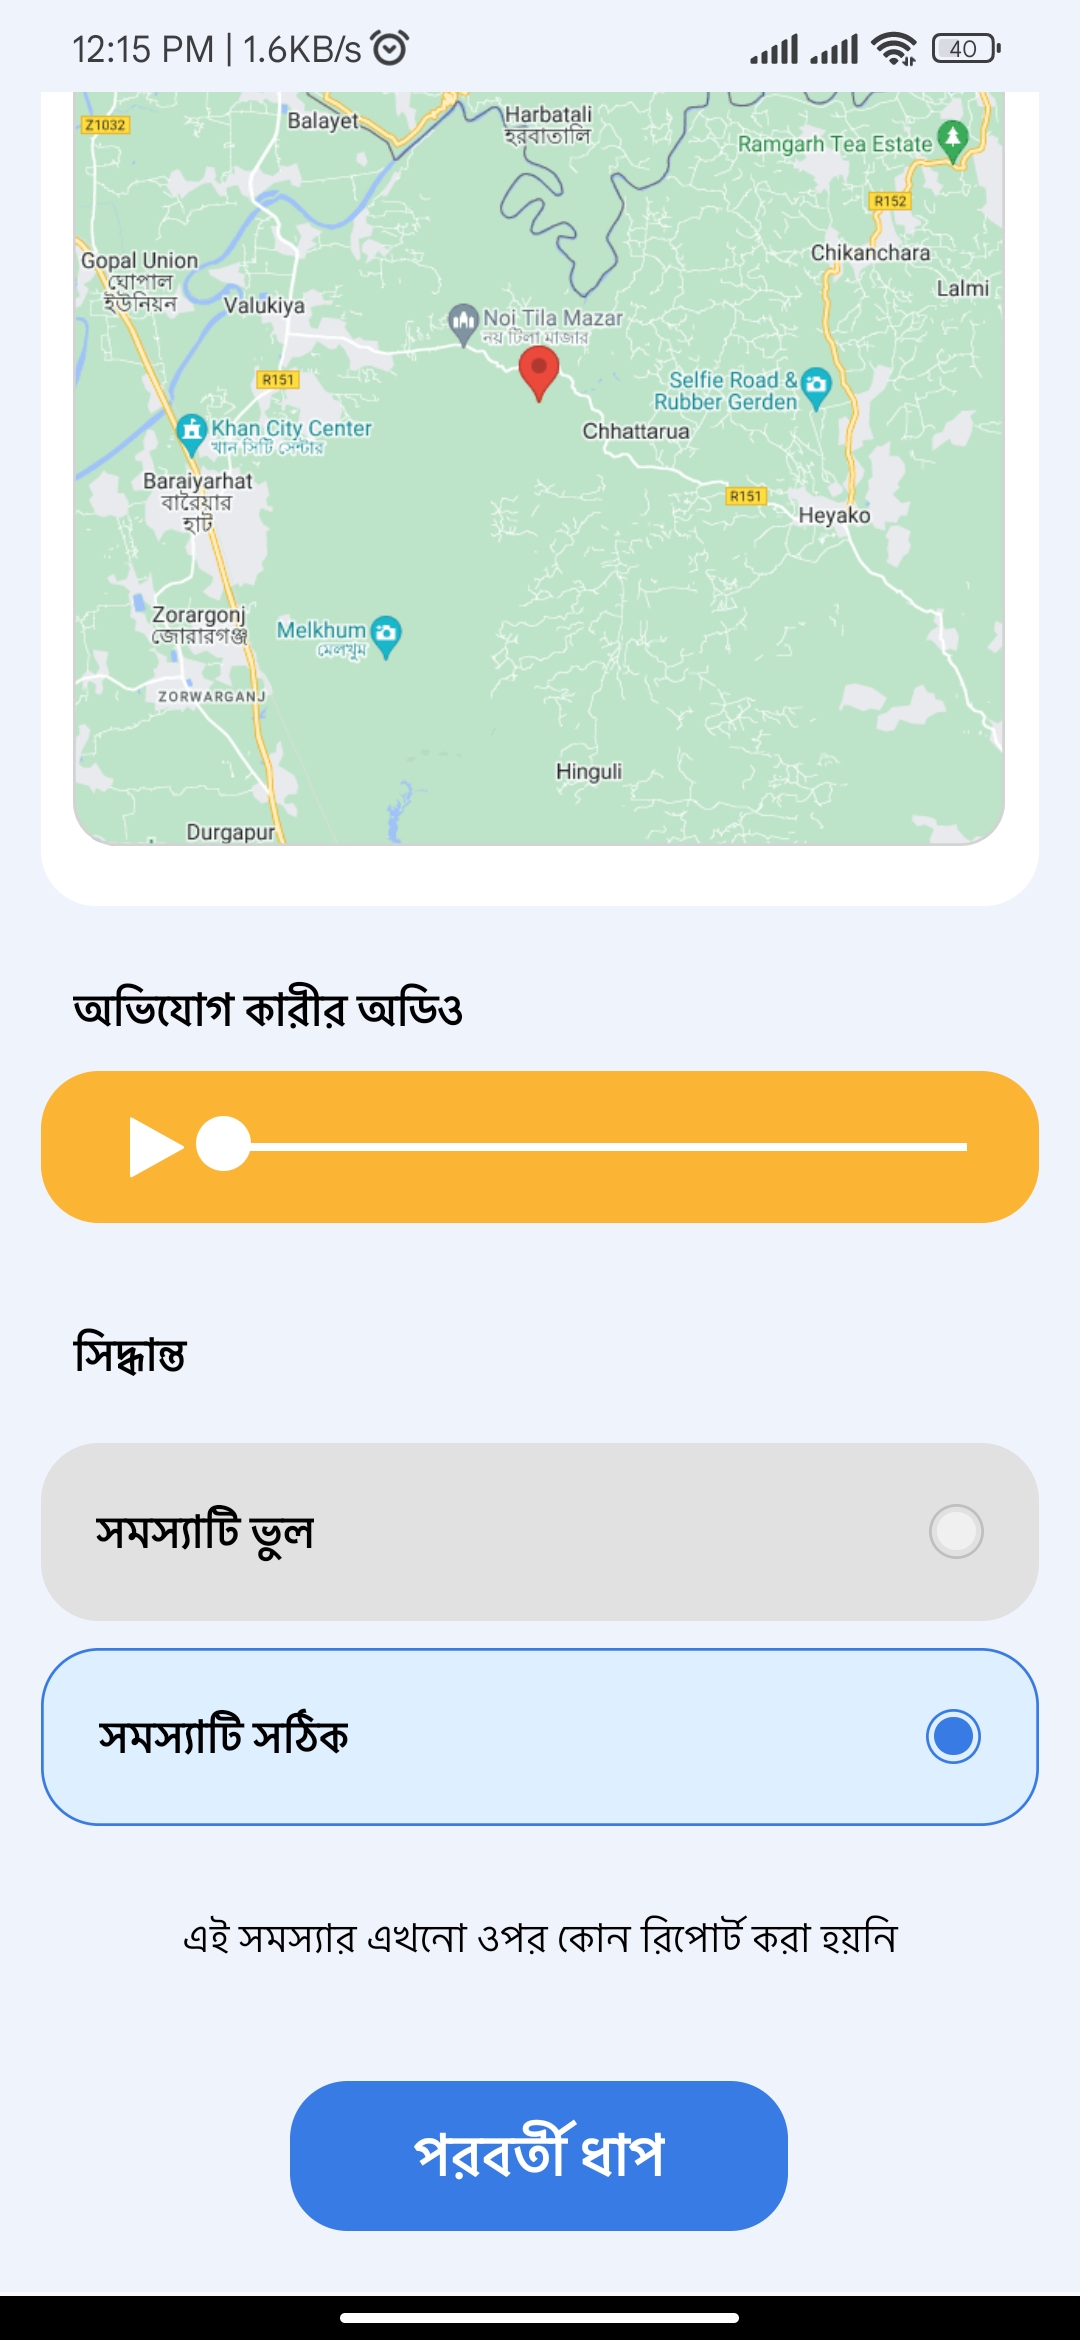 12:15 PM | 1.6KB/s
40
Z1032
Balayet
Harbatali
হরবাতালি
Ramgarh Tea Estate
R152
Chikanchara
Gopal Union
ঘোপাল
ইউনিয়ন
Lalmi
Valukiya
Noi Tila Mazar
নয় টিলা মাজার
R151
Selfie Road &
Rubber Gerden
Khan City Center
খান সিটি সেন্টার
Chhattarua
Baraiyarhat
বারৈয়ার
হাট
R151
Heyako
Zorargonj
জোরারগঞ্জ
Melkhum
মেলখুম
ZORWARGANJ
Hinguli
Durgapur
অভিযোগ কারীর অডিও
সিদ্ধান্ত
সমস্যাটি ভুল
সমস্যাটি সঠিক
এই সমস্যার এখনো ওপর কোন রিপোর্ট করা হয়নি
পরবর্তী ধাপ